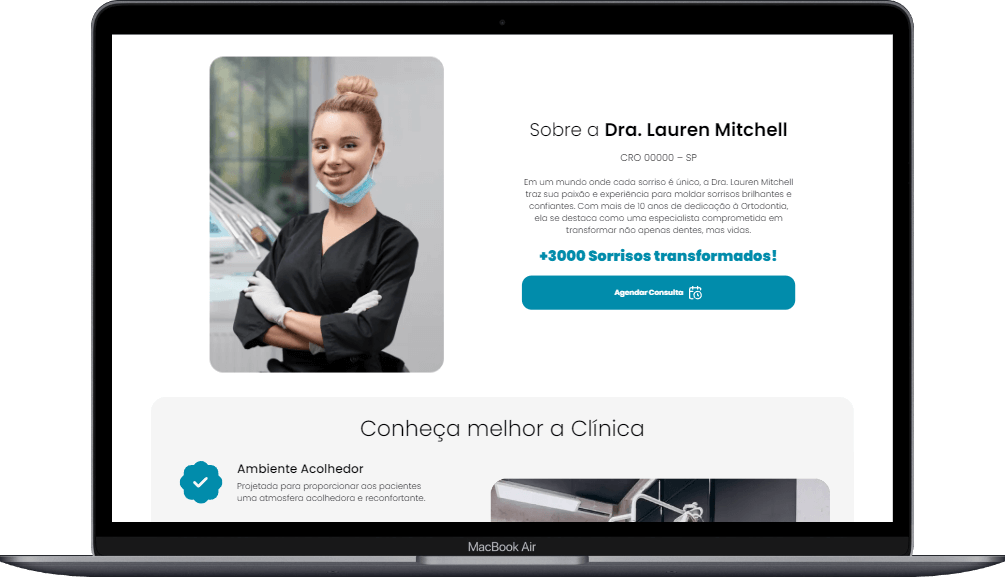 Sobre a Dra. Lauren Mitchell
CRO 00000 – SP
Em um mundo onde cada sorriso é único, a Dra. Lauren Mitchell
traz sua paixão e experiência para moldar sorrisos brilhantes e
confiantes. Com mais de 10 anos de dedicação à Ortodontia,
ela se destaca como uma especialista comprometida em
transformar não apenas dentes, mas vidas.
+3000 Sorrisos transformados!
Agendar Consulta
Conheça melhor a Clínica
Ambiente Acolhedor
Projetada para proporcionar aos pacientes
uma atmosfera acolhedora e reconfortante.
MacBook Air